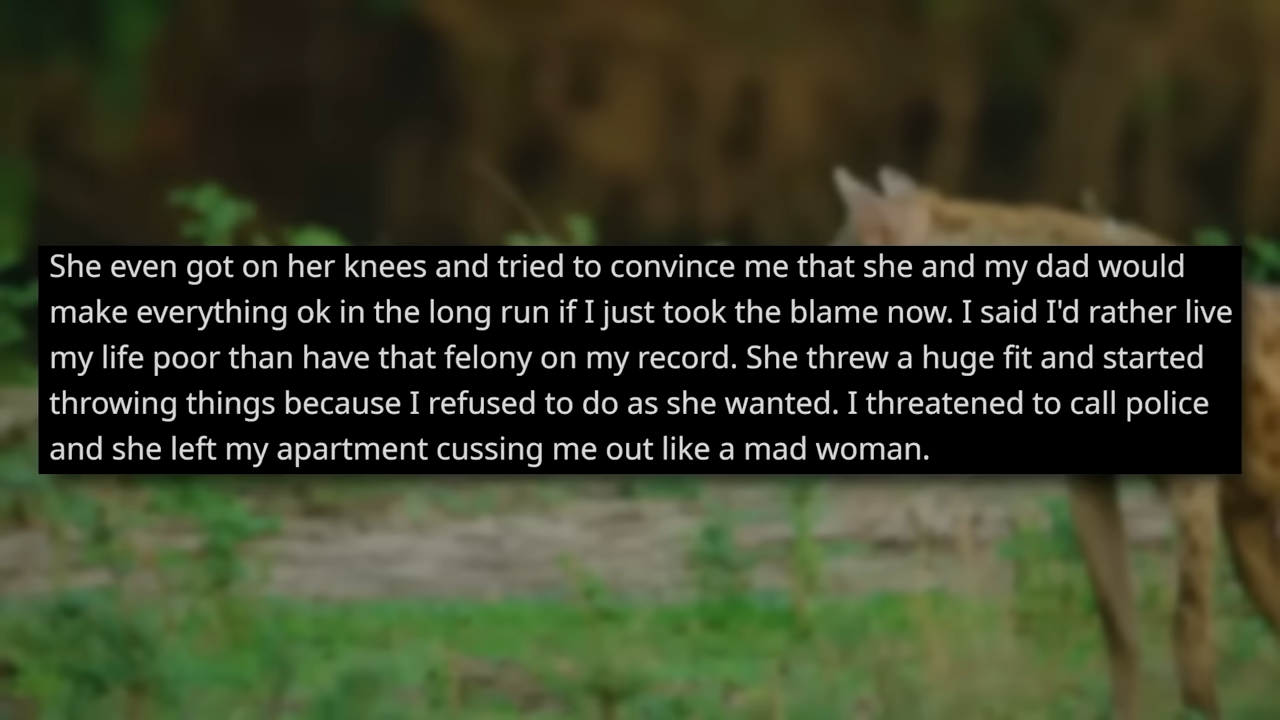 She even got on her knees and tried to convince me that she and my dad would
make everything ok in the long run if I just took the blame now. I said I'd rather live
my life poor than have that felony on my record. She threw a huge fit and started
throwing things because I refused to do as she wanted. I threatened to call police
and she left my apartment cussing me out like a mad woman.